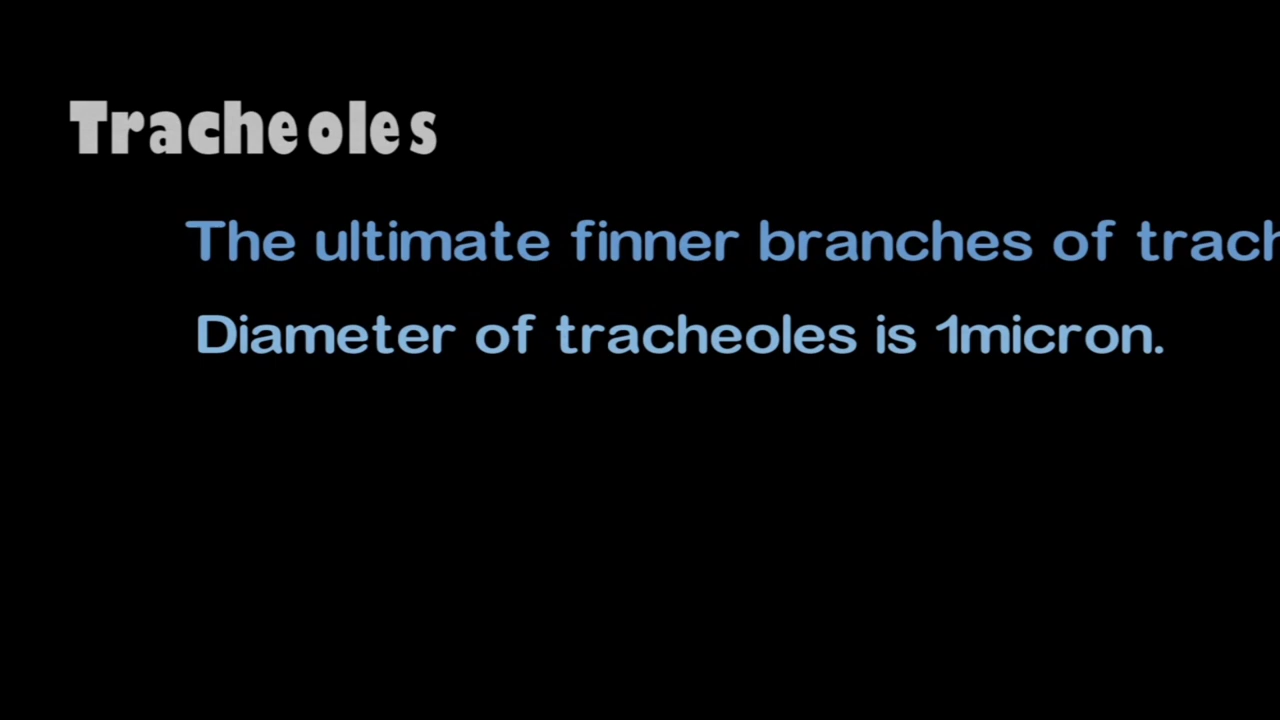 Tracheoles
The ultimate finner branches of trach
Diameter of tracheoles is 1micron.